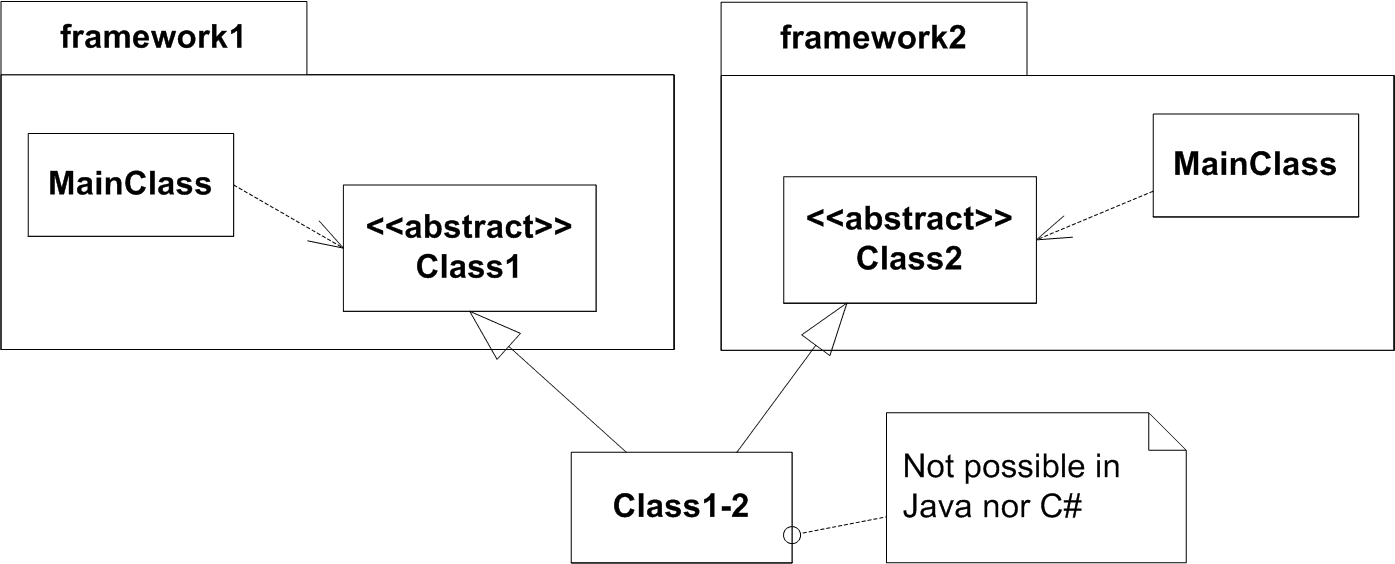 framework1
MainClass
<<abstract>>
Class1
framework2
<<abstract>>
Class2
MainClass
Class1-2
Not possible in
Java nor C#